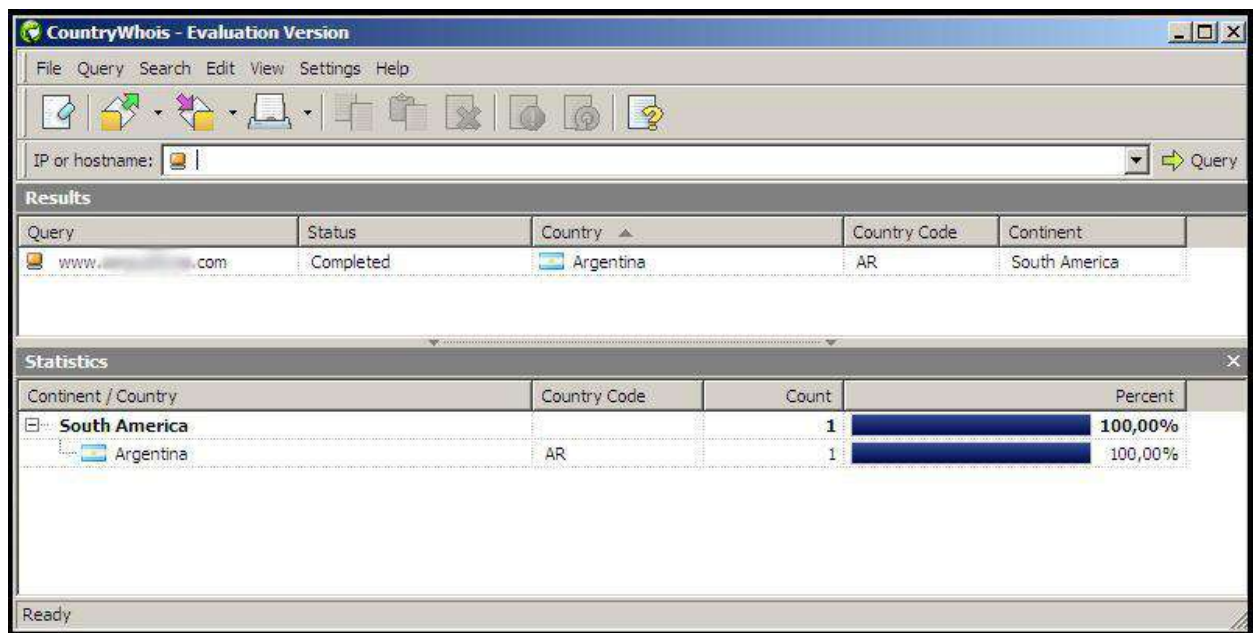 CountryWhois - Evaluation Version
File Query Search Edit View Settings Help
IP or hostname: Query
Results
Query Status Country Country Code Continent
www. .com Completed Argentina AR South America
Statistics
Continent / Country Country Code Count Percent
South America 1 100,00%
Argentina AR 1 100,00%
Ready